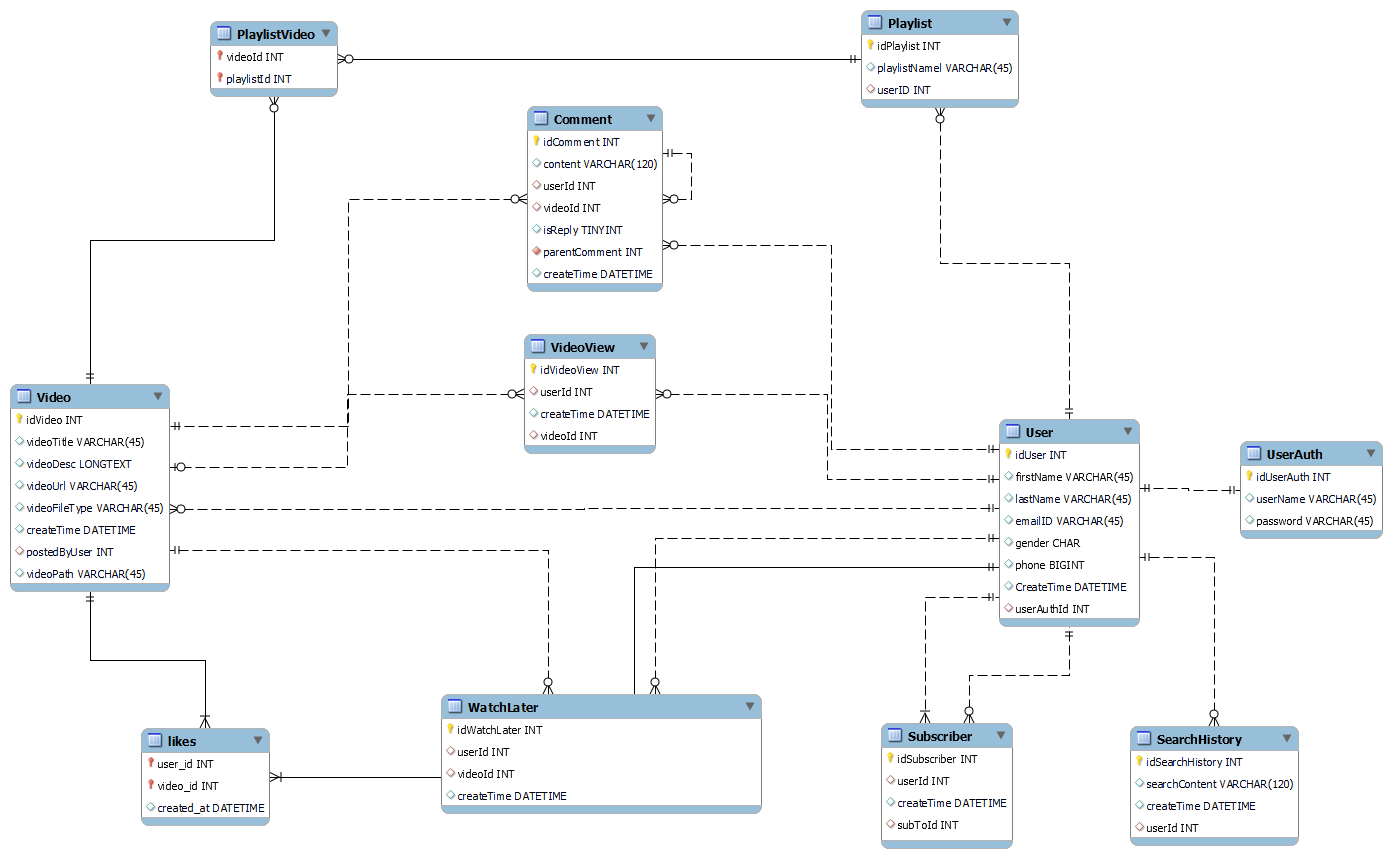 PlaylistVideo
videoId INT
playlistId INT
Playlist
idPlaylist INT
playlistNamel VARCHAR(45)
userID INT
Comment
idComment INT
content VARCHAR(120)
userId INT
videoId INT
isReply TINYINT
parentComment INT
createTime DATETIME
VideoView
idVideoView INT
userId INT
createTime DATETIME
videoId INT
Video
idVideo INT
videoTitle VARCHAR(45)
videoDesc LONGTEXT
videoUrl VARCHAR(45)
videoFileType VARCHAR(45)
createTime DATETIME
postedByUser INT
videoPath VARCHAR(45)
User
idUser INT
firstName VARCHAR(45)
lastName VARCHAR(45)
emailID VARCHAR(45)
gender CHAR
phone BIGINT
CreateTime DATETIME
userAuthId INT
UserAuth
idUserAuth INT
userName VARCHAR(45)
password VARCHAR(45)
likes
user_id INT
video_id INT
created_at DATETIME
WatchLater
idWatchLater INT
userId INT
videoId INT
createTime DATETIME
Subscriber
idSubscriber INT
userId INT
createTime DATETIME
subToId INT
SearchHistory
idSearchHistory INT
searchContent VARCHAR(120)
createTime DATETIME
userId INT